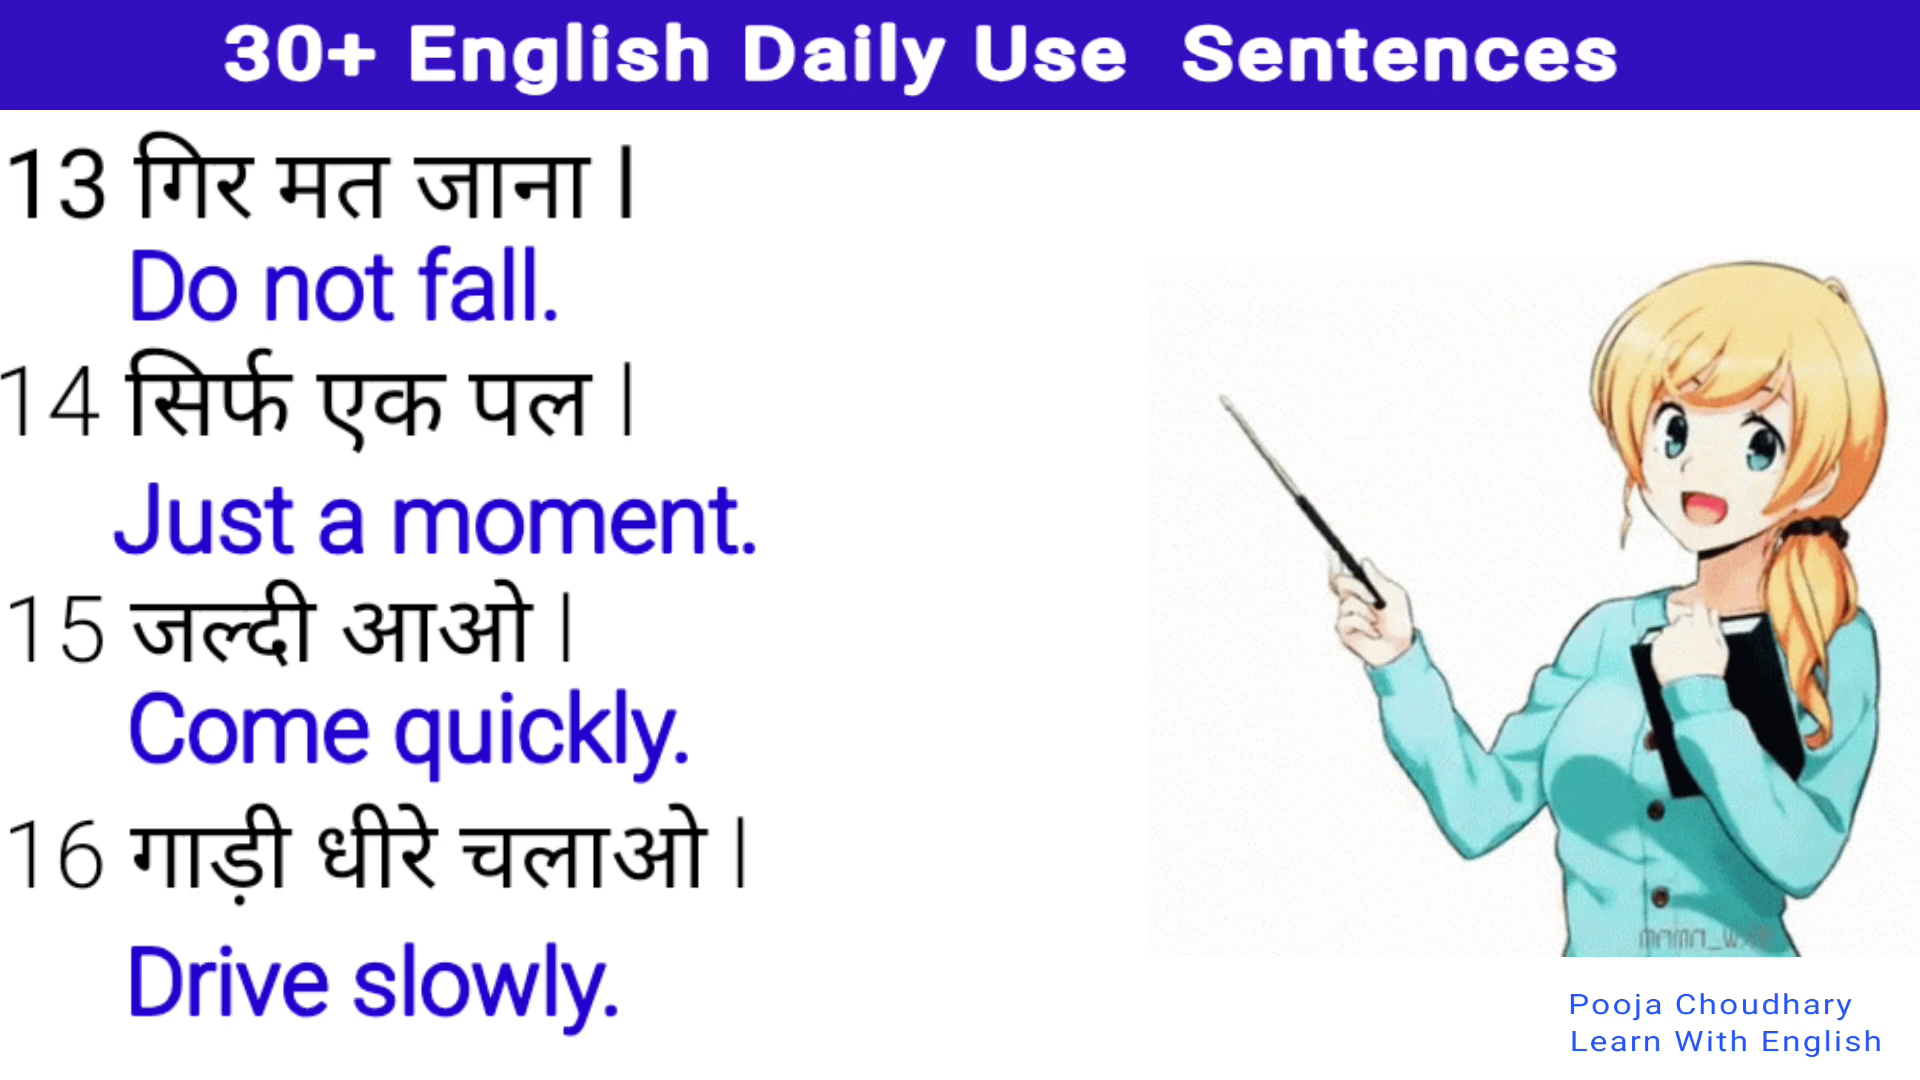 30+ English Daily Use Sentences
13 गिर मत जाना l
Do not fall.
14 सिर्फ एक पल l
Just a moment.
15 जल्दी आओ l
Come quickly.
16 गाड़ी धीरे चलाओ l
Drive slowly.
Pooja Choudhary
Learn With English